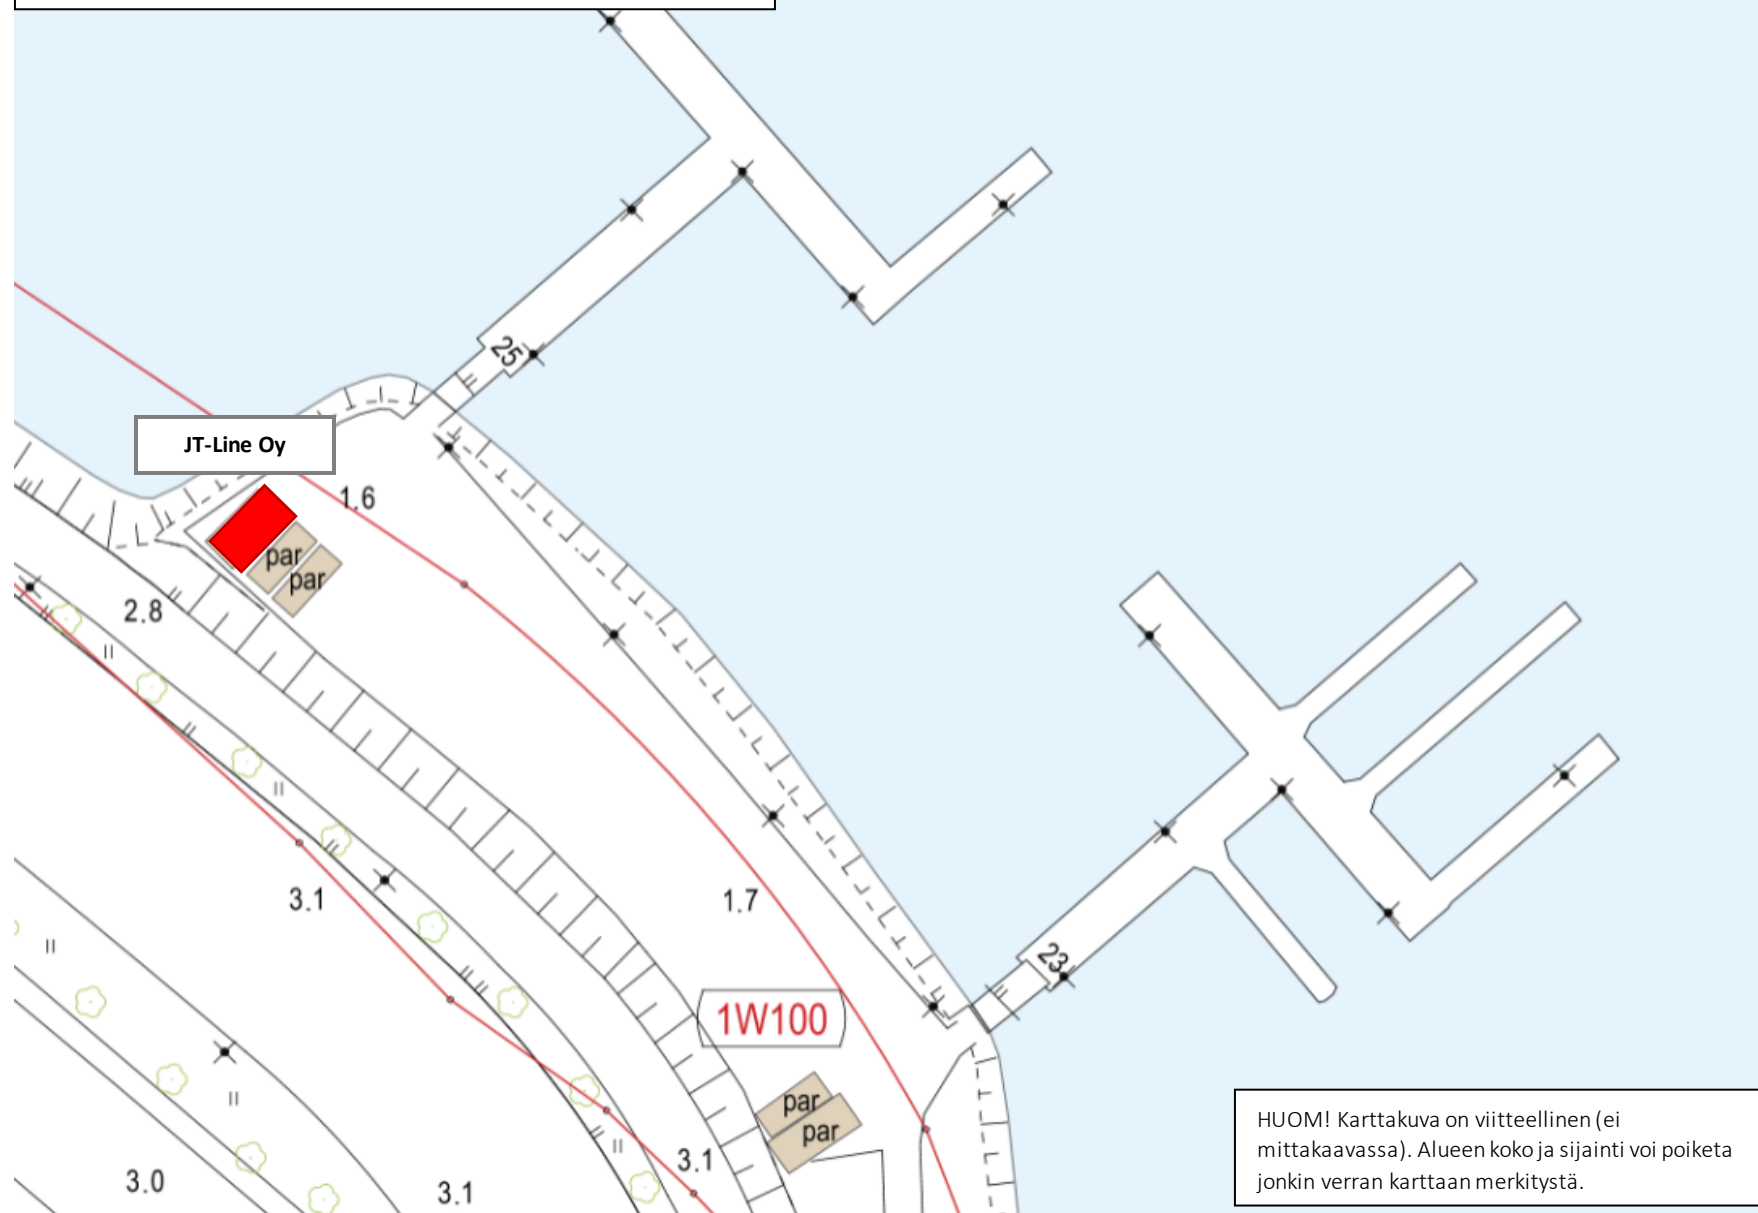 25
JT-Line Oy
1.6
par
par
2.8
3.1
1.7
23
1W100
par
par
3.1
3.0
3.1
HUOM! Karttakuva on viitteellinen (ei
mittakaavassa). Alueen koko ja sijainti voi poiketa
jonkin verran karttaan merkitystä.